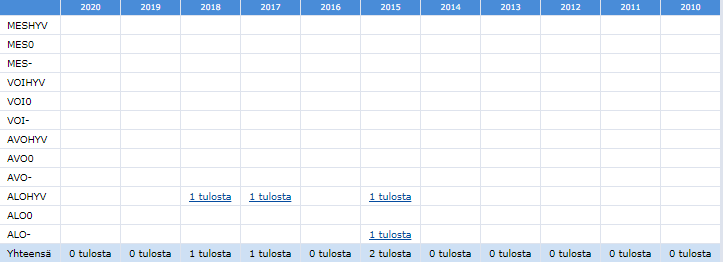 2020 2019 2018 2017 2016 2015 2014 2013 2012 2011 2010
MESHYV
MES0
MES-
VOIHYV
VOI0
VOI-
AVOHYV
AVO0
AVO-
ALOHYV 1 tulosta 1 tulosta 1 tulosta
ALO0
ALO- 1 tulosta
Yhteensä 0 tulosta 0 tulosta 1 tulosta 1 tulosta 0 tulosta 2 tulosta 0 tulosta 0 tulosta 0 tulosta 0 tulosta 0 tulosta